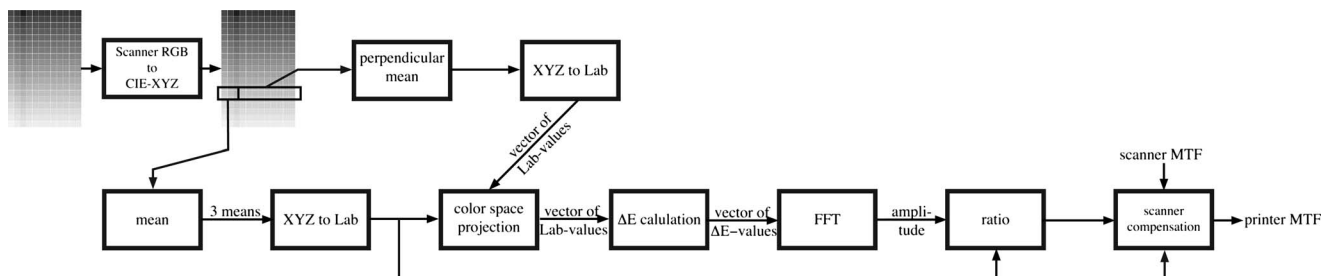 Scanner RGB
to
CIE-XYZ
perpendicular
mean
XYZ to Lab
vector of
Lab-values
scanner MTF
mean
3 means
XYZ to Lab
color space
projection
vector of
Lab-values
ΔE calulation
vector of
ΔE-values
FFT
ampli-
tude
ratio
scanner
compensation
printer MTF